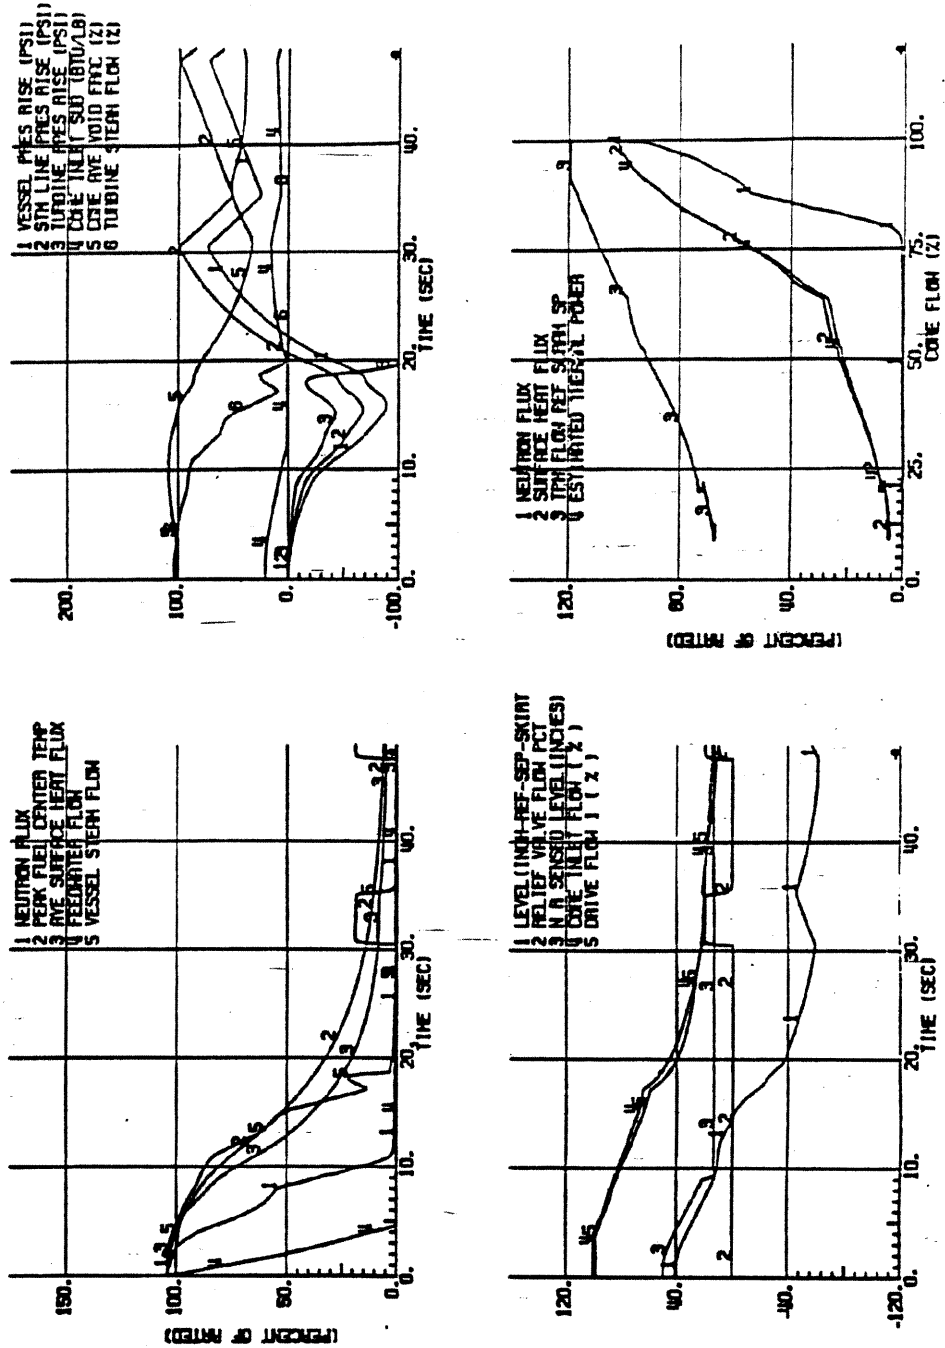 1 NEUTRON FLUX
2 PEAK FUEL CENTER TEMP
3 AVE SURFACE HEAT FLUX
4 FEEDWATER FLOW
5 VESSEL STEAM FLOW
150.
100.
50.
0.
(PERCENT OF RATED)
0.
10.
20.
30.
40.
TIME (SEC)
1 VESSEL PRES RISE (PSI)
2 STM LINE PRES RISE (PSI)
3 TURBINE PRES RISE (PSI)
4 CORE INLET SUB (BTU/LB)
5 CORE AVE VOID FRAC (%)
6 TURBINE STEAM FLOW (%)
200.
100.
0.
-100.
0.
10.
20.
30.
40.
TIME (SEC)
1 LEVEL(INCH-REF-SEP-SKIRT
2 RELIEF VALVE FLOW PCT
3 N R SENSED LEVEL(INCHES)
4 CORE INLET FLOW (%)
5 DRIVE FLOW 1 (%)
120.
40.
-40.
-120.
0.
10.
20.
30.
40.
TIME (SEC)
1 NEUTRON FLUX
2 SURFACE HEAT FLUX
3 TPM FLOW REF SCRAM SP
4 ESTIMATED THERMAL POWER
120.
80.
40.
0.
(PERCENT OF RATED)
0.
25.
50.
75.
100.
CORE FLOW (%)